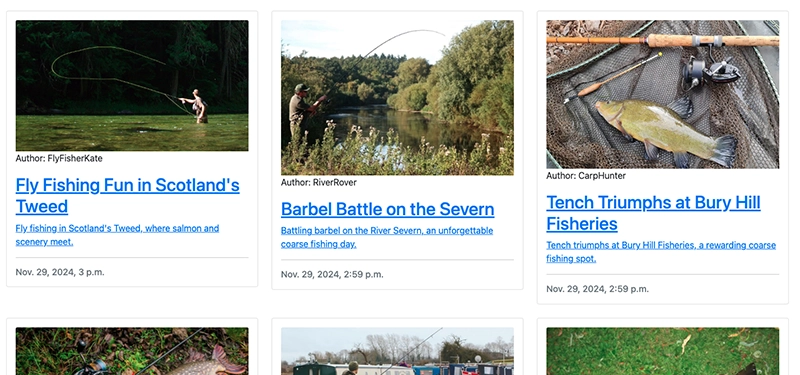 Author: FlyFisherKate
Fly Fishing Fun in Scotland's
Tweed
Fly fishing in Scotland's Tweed, where salmon and
scenery meet.
Nov. 29, 2024, 3 p.m.
Author: RiverRover
Barbel Battle on the Severn
Battling barbel on the River Severn, an unforgettable
coarse fishing day.
Nov. 29, 2024, 2:59 p.m.
Author: CarpHunter
Tench Triumphs at Bury Hill
Fisheries
Tench triumphs at Bury Hill Fisheries, a rewarding coarse
fishing spot.
Nov. 29, 2024, 2:59 p.m.